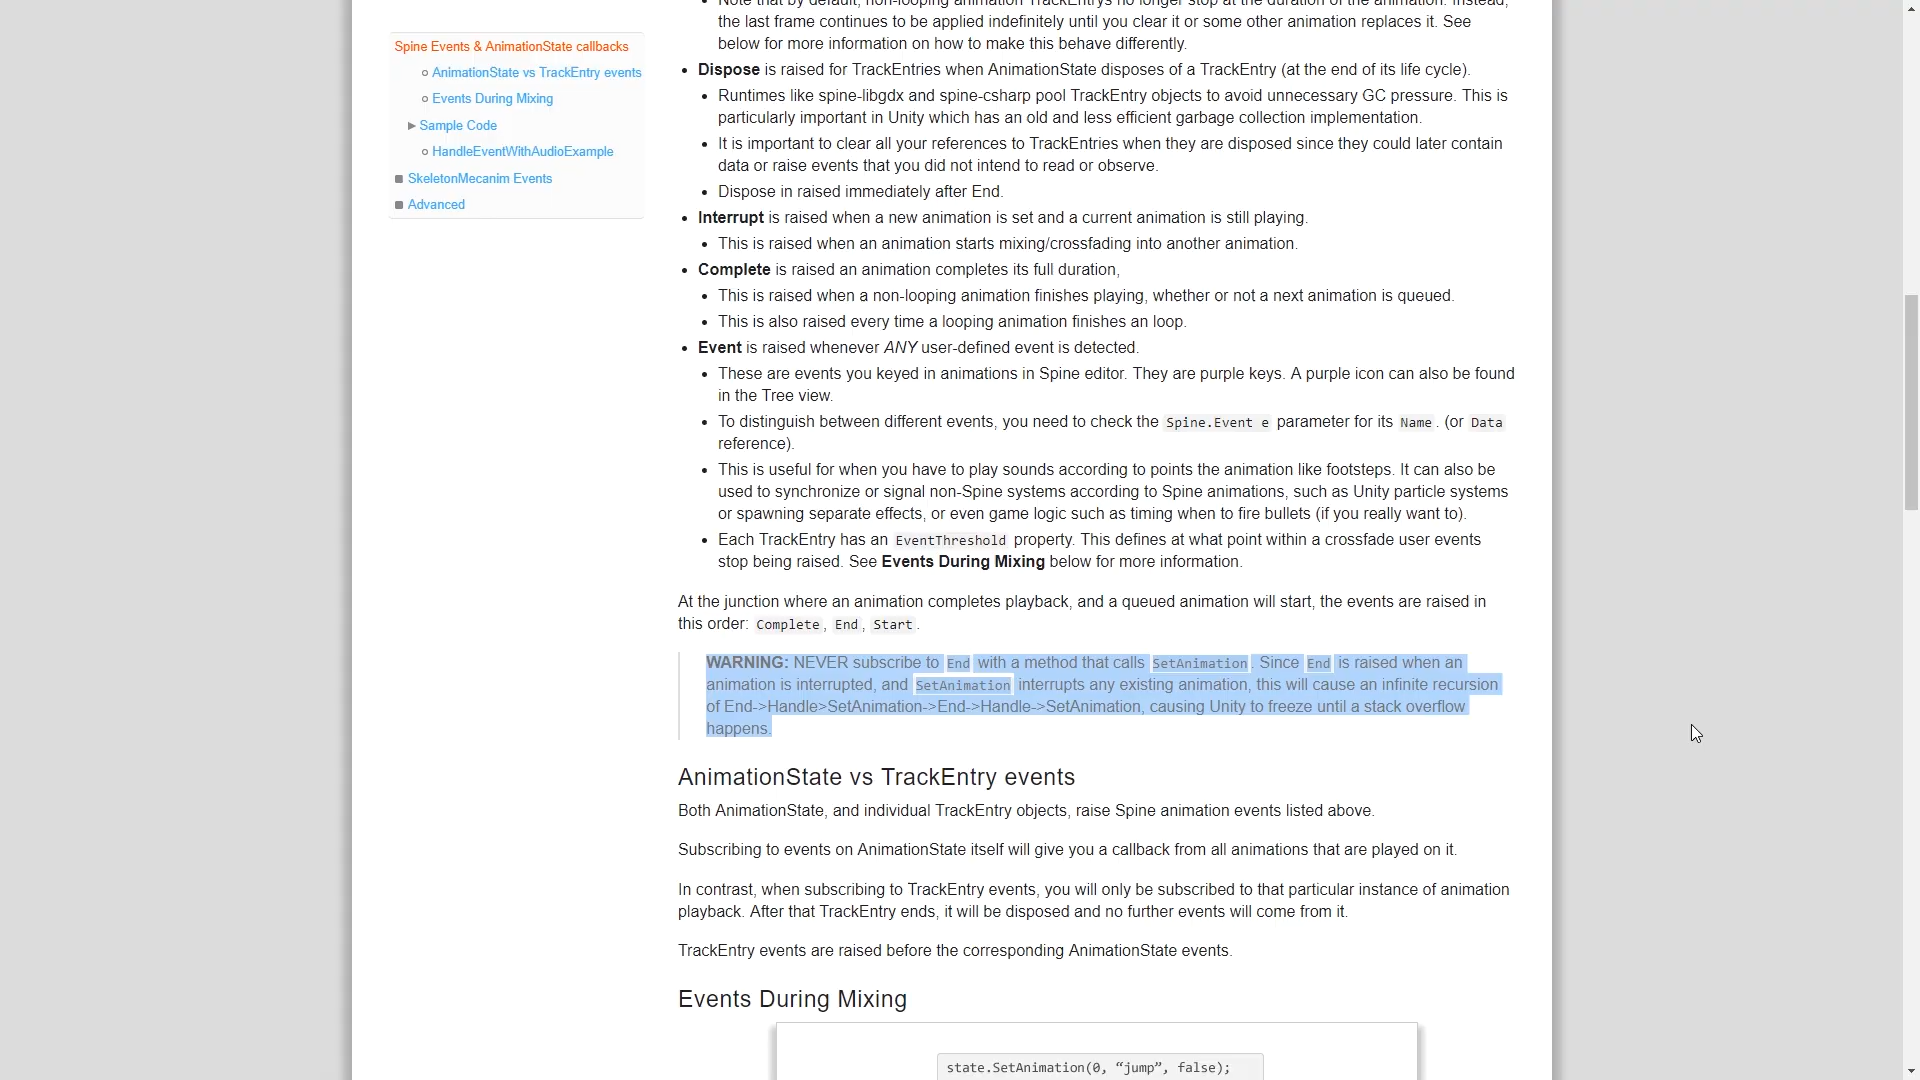 Note that by default, non-looping animation TrackEntrys no longer stop at the duration of the animation. Instead,
the last frame continues to be applied indefinitely until you clear it or some other animation replaces it. See
below for more information on how to make this behave differently.
Spine Events & AnimationState callbacks
AnimationState vs TrackEntry events
Events During Mixing
Sample Code
HandleEventWithAudioExample
SkeletonMecanim Events
Advanced
Dispose is raised for TrackEntries when AnimationState disposes of a TrackEntry (at the end of its life cycle).
Runtimes like spine-libgdx and spine-csharp pool TrackEntry objects to avoid unnecessary GC pressure. This is
particularly important in Unity which has an old and less efficient garbage collection implementation.
It is important to clear all your references to TrackEntries when they are disposed since they could later contain
data or raise events that you did not intend to read or observe.
Dispose in raised immediately after End.
Interrupt is raised when a new animation is set and a current animation is still playing.
This is raised when an animation starts mixing/crossfading into another animation.
Complete is raised an animation completes its full duration,
This is raised when a non-looping animation finishes playing, whether or not a next animation is queued.
This is also raised every time a looping animation finishes an loop.
Event is raised whenever ANY user-defined event is detected.
These are events you keyed in animations in Spine editor. They are purple keys. A purple icon can also be found
in the Tree view.
To distinguish between different events, you need to check the Spine.Event e parameter for its Name. (or Data
reference).
This is useful for when you have to play sounds according to points the animation like footsteps. It can also be
used to synchronize or signal non-Spine systems according to Spine animations, such as Unity particle systems
or spawning separate effects, or even game logic such as timing when to fire bullets (if you really want to).
Each TrackEntry has an EventThreshold property. This defines at what point within a crossfade user events
stop being raised. See Events During Mixing below for more information.
At the junction where an animation completes playback, and a queued animation will start, the events are raised in
this order: Complete, End, Start.
WARNING: NEVER subscribe to End with a method that calls SetAnimation. Since End is raised when an
animation is interrupted, and SetAnimation interrupts any existing animation, this will cause an infinite recursion
of End->Handle>SetAnimation->End->Handle->SetAnimation, causing Unity to freeze until a stack overflow
happens.
AnimationState vs TrackEntry events
Both AnimationState, and individual TrackEntry objects, raise Spine animation events listed above.
Subscribing to events on AnimationState itself will give you a callback from all animations that are played on it.
In contrast, when subscribing to TrackEntry events, you will only be subscribed to that particular instance of animation
playback. After that TrackEntry ends, it will be disposed and no further events will come from it.
TrackEntry events are raised before the corresponding AnimationState events.
Events During Mixing
state.SetAnimation(0, “jump”, false);